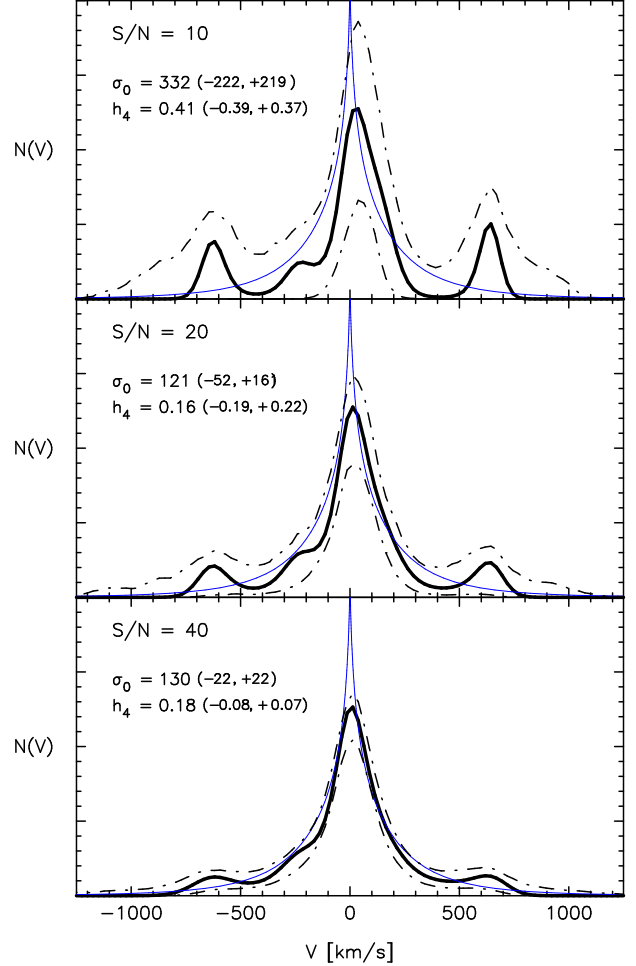 S/N = 10
σ₀ = 332 (−222, +219)
h₄ = 0.41 (−0.39, +0.37)
N(V)
S/N = 20
σ₀ = 121 (−52, +16)
h₄ = 0.16 (−0.19, +0.22)
N(V)
S/N = 40
σ₀ = 130 (−22, +22)
h₄ = 0.18 (−0.08, +0.07)
N(V)
−1000 −500 0 500 1000
V [km/s]